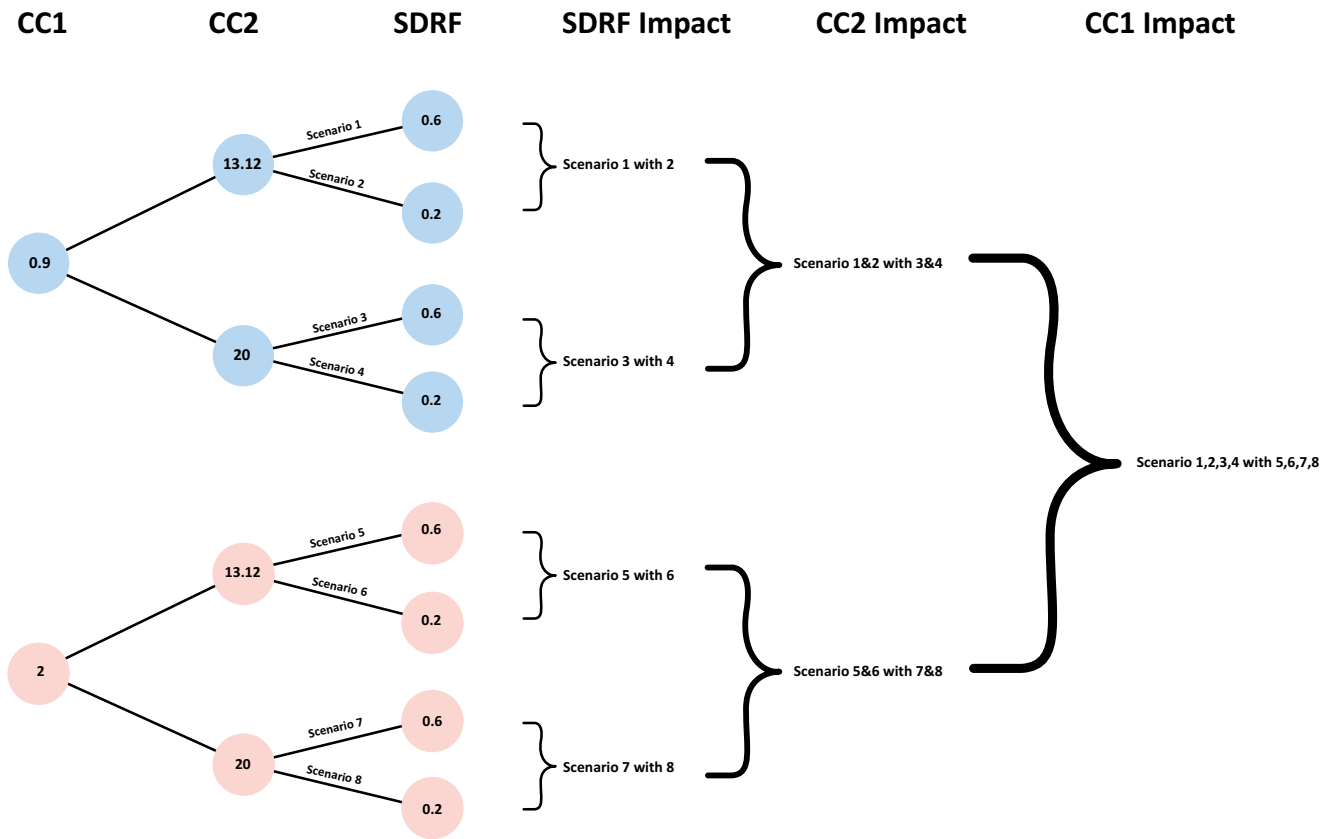 CC1 CC2 SDRF SDRF Impact CC2 Impact CC1 Impact
0.6
Scenario 1
13.12
Scenario 1 with 2
Scenario 2
0.2
0.9
Scenario 1&2 with 3&4
0.6
Scenario 3
20
Scenario 3 with 4
Scenario 4
0.2
Scenario 1,2,3,4 with 5,6,7,8
0.6
Scenario 5
13.12
Scenario 5 with 6
Scenario 6
0.2
2
Scenario 5&6 with 7&8
0.6
Scenario 7
20
Scenario 7 with 8
Scenario 8
0.2